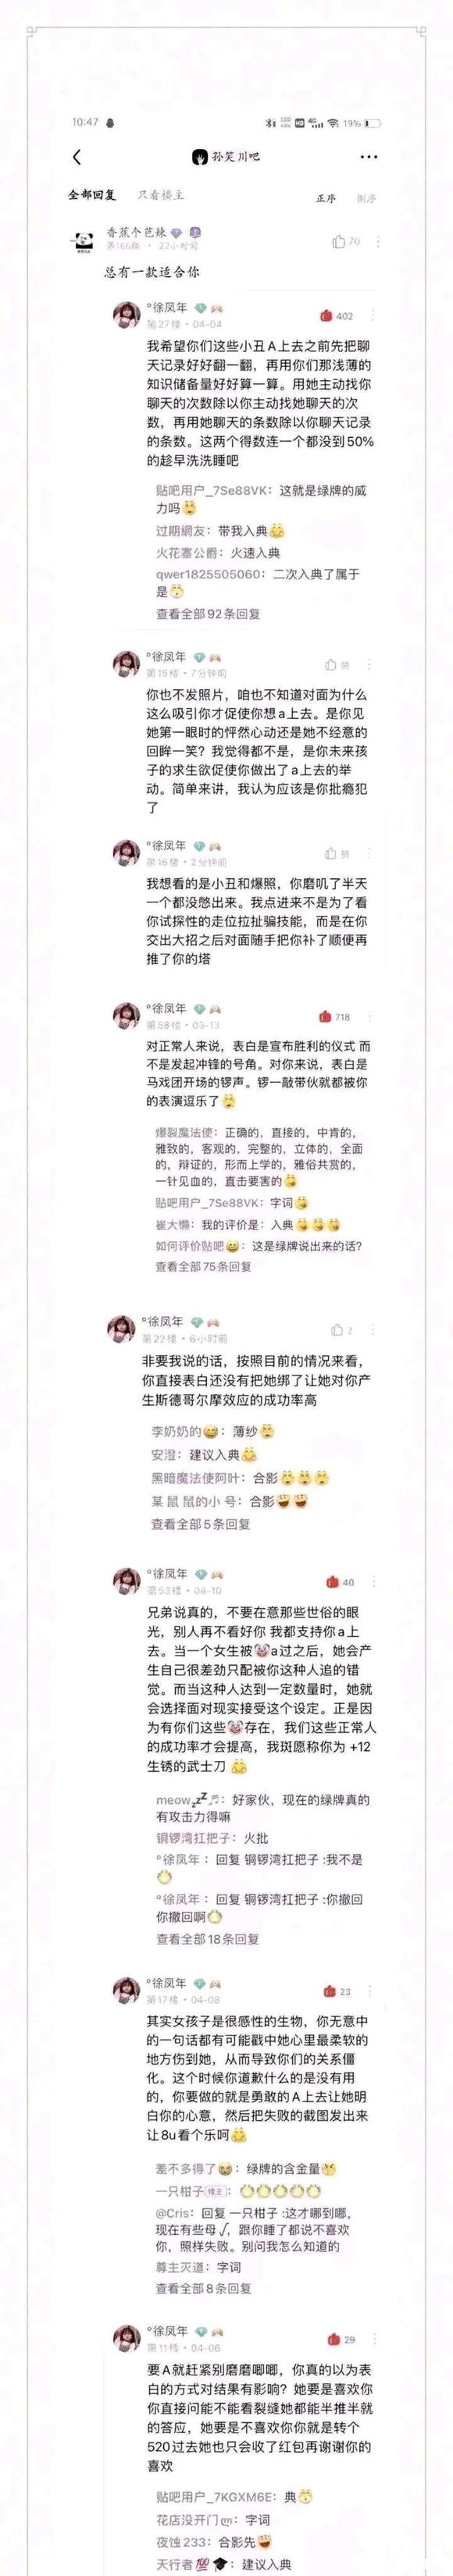 10:47
19%
孙笑川吧
全部回复 只看楼主 正序 倒序
香蕉个芭辣
第166楼 · 22小时前
70
总有一款适合你
°徐凤年
第27楼 · 04-04
402
我希望你们这些小丑A上去之前先把聊
天记录好好翻一翻，再用你们那浅薄的
知识储备量好好算一算。用她主动找你
聊天的次数除以你主动找她聊天的次
数，再用她聊天的条数除以你聊天记录
的条数。这两个得数连一个都没到50%
的趁早洗洗睡吧
贴吧用户_7Se88VK：这就是绿牌的威
力吗
过期網友：带我入典
火花塞公爵：火速入典
qwer1825505060：二次入典了属于
是
查看全部92条回复
°徐凤年
第15楼 · 7分钟前
赞
你也不发照片，咱也不知道对面为什么
这么吸引你才促使你想a上去。是你见
她第一眼时的怦然心动还是她不经意的
回眸一笑？我觉得都不是，是你未来孩
子的求生欲促使你做出了a上去的举
动。简单来讲，我认为应该是你批瘾犯
了
°徐凤年
第16楼 · 2分钟前
赞
我想看的是小丑和爆照，你磨叽了半天
一个都没憋出来。我点进来不是为了看
你试探性的走位拉扯骗技能，而是在你
交出大招之后对面随手把你补了顺便再
推了你的塔
°徐凤年
第58楼 · 03-13
718
对正常人来说，表白是宣布胜利的仪式 而
不是发起冲锋的号角。对你来说，表白是
马戏团开场的锣声。锣一敲带伙就都被你
的表演逗乐了
爆裂魔法使：正确的，直接的，中肯的，
雅致的，客观的，完整的，立体的，全面
的，辩证的，形而上学的，雅俗共赏的，
一针见血的，直击要害的
贴吧用户_7Se88VK：字词
崔大懒：我的评价是：入典
如何评价贴吧：这是绿牌说出来的话？
查看全部75条回复
°徐凤年
第22楼 · 6小时前
2
非要我说的话，按照目前的情况来看，
你直接表白还没有把她绑了让她对你产
生斯德哥尔摩效应的成功率高
李奶奶的：薄纱
安澄：建议入典
黑暗魔法使阿叶：合影
某 鼠 鼠的小 号：合影
查看全部5条回复
°徐凤年
第53楼 · 04-10
40
兄弟说真的，不要在意那些世俗的眼
光，别人再不看好你 我都支持你a上
去。当一个女生被🤡a过之后，她会产
生自己很差劲只配被你这种人追的错
觉。而当这种人达到一定数量时，她就
会选择面对现实接受这个设定。正是因
为有你们这些🤡存在，我们这些正常人
的成功率才会提高，我斑愿称你为 +12
生锈的武士刀
meow💤♬：好家伙，现在的绿牌真的
有攻击力得嘛
铜锣湾扛把子：火批
°徐凤年：回复 铜锣湾扛把子 :我不是
°徐凤年：回复 铜锣湾扛把子 :你撤回
你撤回啊
查看全部18条回复
°徐凤年
第17楼 · 04-08
23
其实女孩子是很感性的生物，你无意中
的一句话都有可能戳中她心里最柔软的
地方伤到她，从而导致你们的关系僵
化。这个时候你道歉什么的是没有用
的，你要做的就是勇敢的A上去让她明
白你的心意，然后把失败的截图发出来
让8u看个乐呵
差不多得了：绿牌的含金量
一只柑子 楼主：
@Cris：回复 一只柑子 :这才哪到哪，
现在有些母√，跟你睡了都说不喜欢
你，照样失败。别问我怎么知道的
尊主灭道：字词
查看全部8条回复
°徐凤年
第11楼 · 04-06
29
要A就赶紧别磨磨唧唧，你真的以为表
白的方式对结果有影响？她要是喜欢你
你直接问能不能看裂缝她都能半推半就
的答应，她要是不喜欢你你就是转个
520过去她也只会收了红包再谢谢你的
喜欢
贴吧用户_7KGXM6E：典
花店没开门ლ：字词
夜蚀233：合影先
天行者💯🎓：建议入典